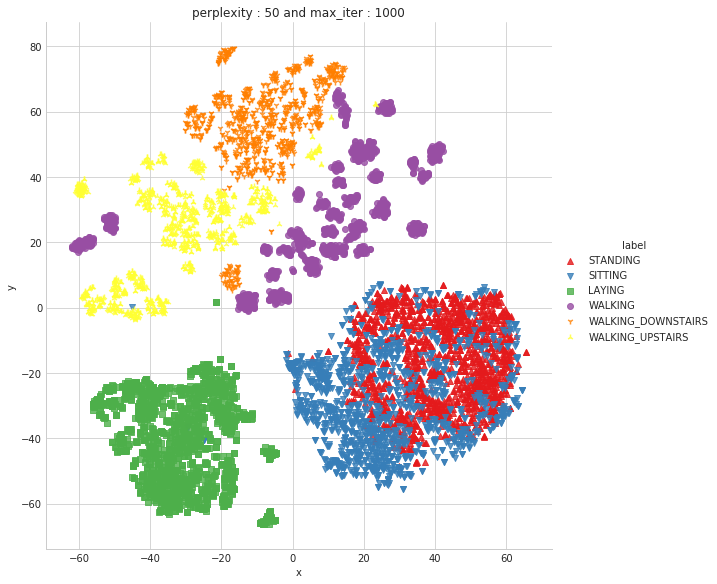 perplexity : 50 and max_iter : 1000
80
60
40
20
0
−20
−40
−60
y
−60
−40
−20
0
20
40
60
x
label
STANDING
SITTING
LAYING
WALKING
WALKING_DOWNSTAIRS
WALKING_UPSTAIRS